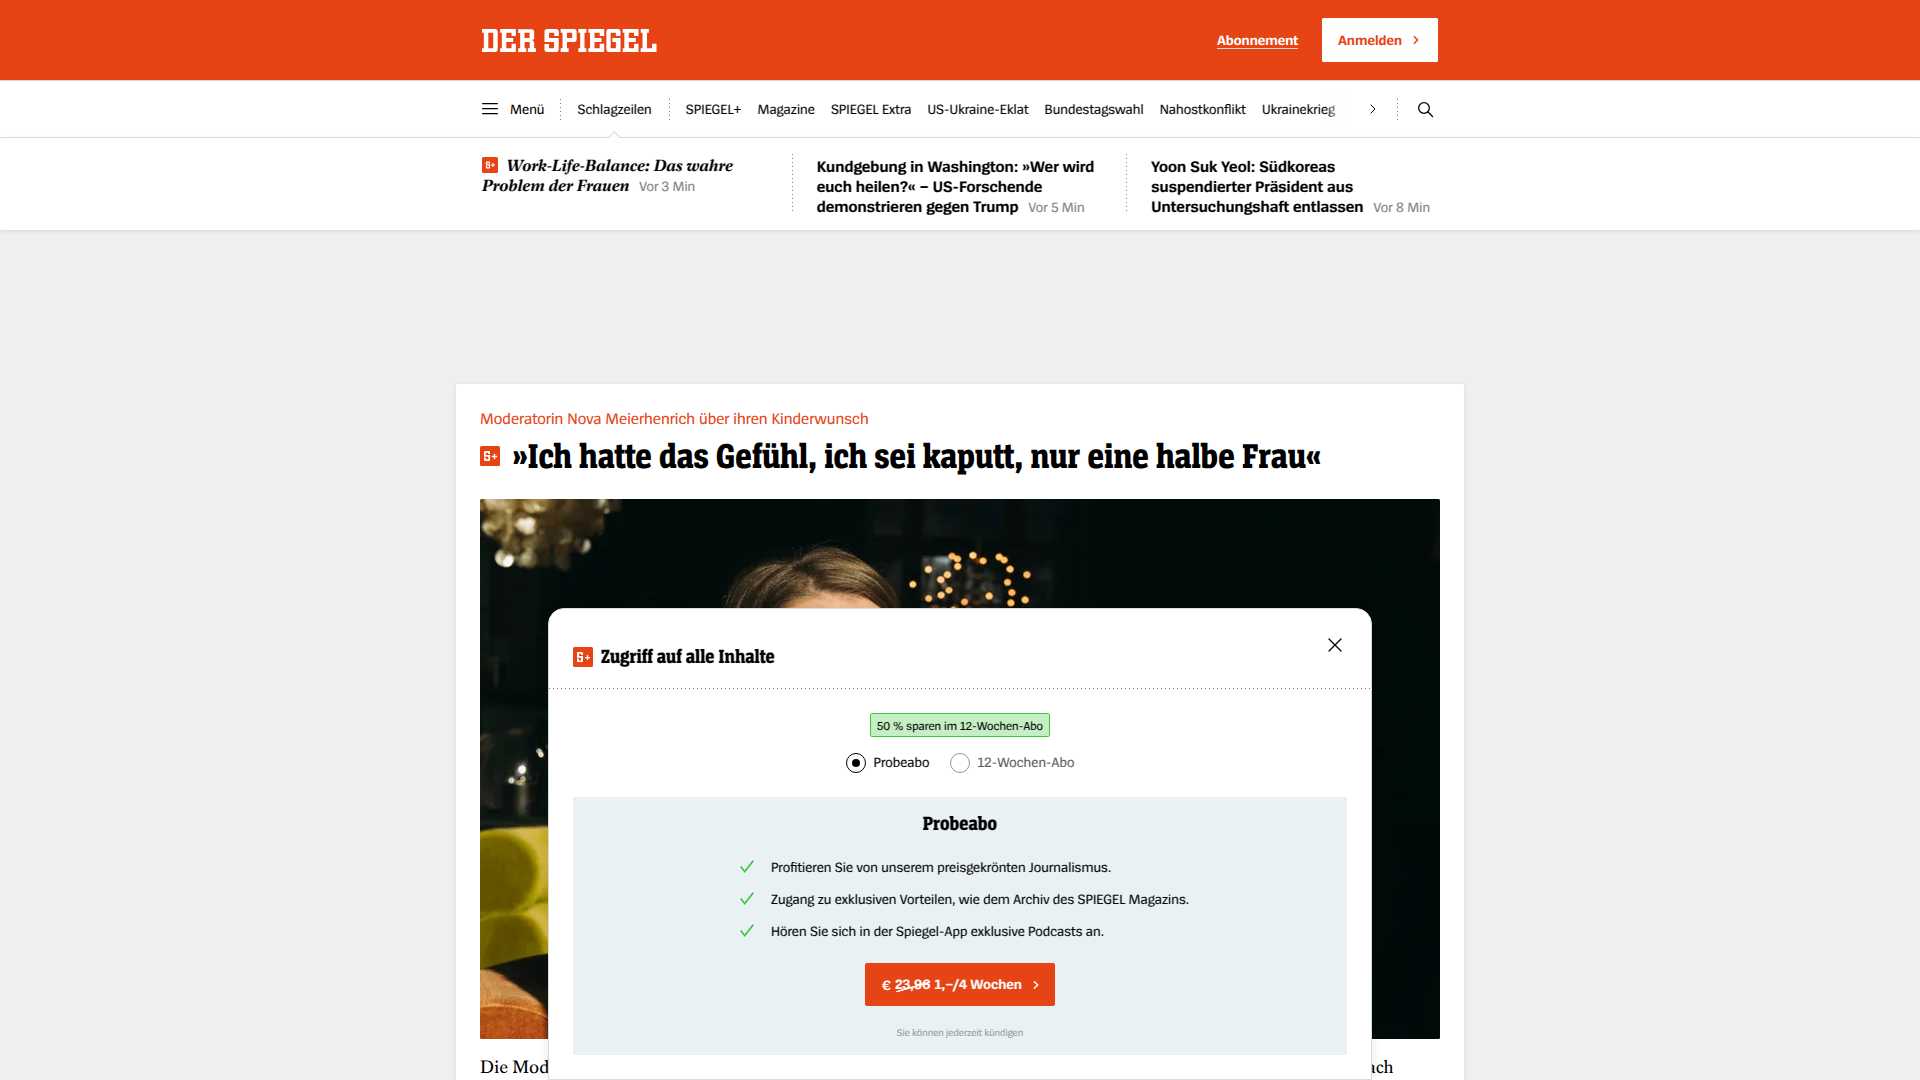 DER SPIEGEL
Abonnement
Anmelden
Menü
Schlagzeilen
SPIEGEL+
Magazine
SPIEGEL Extra
US-Ukraine-Eklat
Bundestagswahl
Nahostkonflikt
Ukrainekrieg
Work-Life-Balance: Das wahre
Problem der Frauen Vor 3 Min
Kundgebung in Washington: »Wer wird
euch heilen?« – US-Forschende
demonstrieren gegen Trump Vor 5 Min
Yoon Suk Yeol: Südkoreas
suspendierter Präsident aus
Untersuchungshaft entlassen Vor 8 Min
Moderatorin Nova Meierhenrich über ihren Kinderwunsch
»Ich hatte das Gefühl, ich sei kaputt, nur eine halbe Frau«
Zugriff auf alle Inhalte
50 % sparen im 12-Wochen-Abo
Probeabo
12-Wochen-Abo
Probeabo
Profitieren Sie von unserem preisgekrönten Journalismus.
Zugang zu exklusiven Vorteilen, wie dem Archiv des SPIEGEL Magazins.
Hören Sie sich in der Spiegel-App exklusive Podcasts an.
€ 23,96 1,–/4 Wochen
Sie können jederzeit kündigen
Die Mod